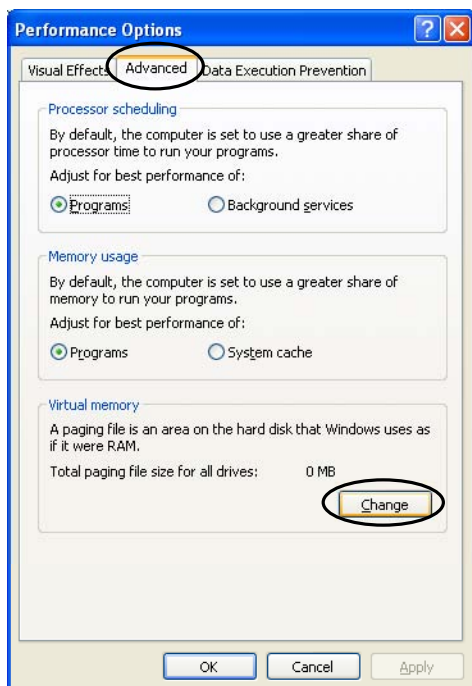 Performance Options
Visual Effects Advanced Data Execution Prevention
Processor scheduling
By default, the computer is set to use a greater share of
processor time to run your programs.
Adjust for best performance of:
Programs Background services
Memory usage
By default, the computer is set to use a greater share of
memory to run your programs.
Adjust for best performance of:
Programs System cache
Virtual memory
A paging file is an area on the hard disk that Windows uses as
if it were RAM.
Total paging file size for all drives: 0 MB
Change
OK Cancel Apply